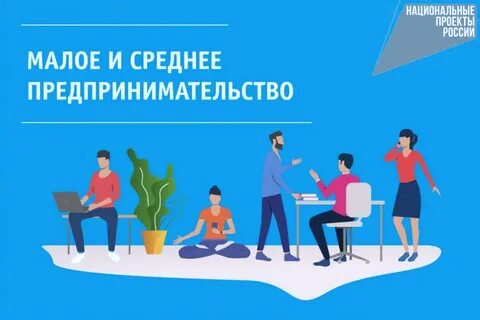 НАЦИОНАЛЬНЫЕ
ПРОЕКТЫ
РОССИИ
МАЛОЕ И СРЕДНЕЕ
ПРЕДПРИНИМАТЕЛЬСТВО